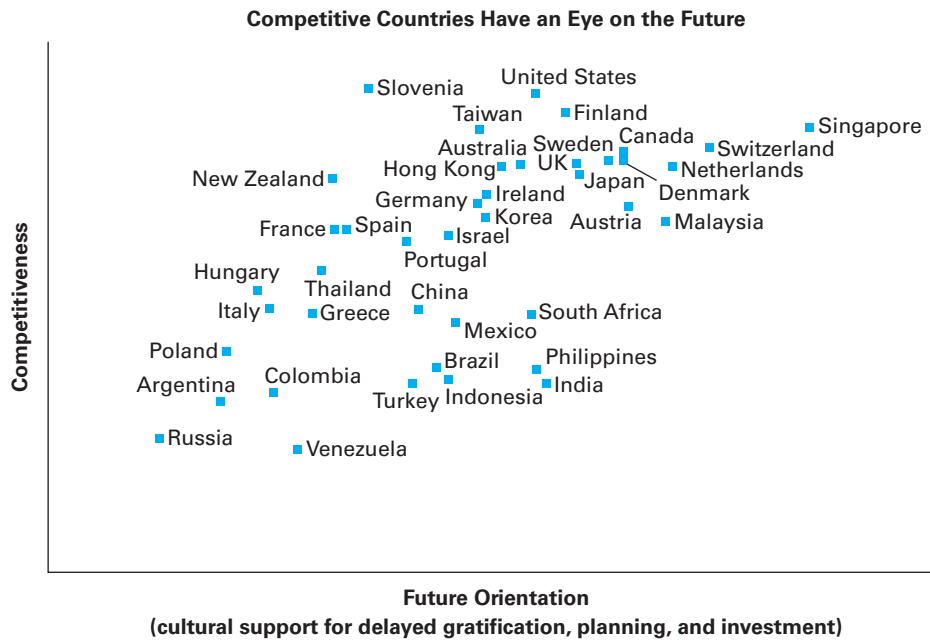 Competitive Countries Have an Eye on the Future
Competitiveness
Slovenia
United States
Taiwan
Finland
Singapore
Australia
Sweden
Canada
Switzerland
Hong Kong
UK
Netherlands
New Zealand
Japan
Denmark
Ireland
Germany
Korea
Austria
Malaysia
France
Spain
Israel
Portugal
Hungary
Thailand
China
Italy
Greece
South Africa
Mexico
Poland
Brazil
Philippines
Argentina
Colombia
Turkey
Indonesia
India
Russia
Venezuela
Future Orientation
(cultural support for delayed gratification, planning, and investment)